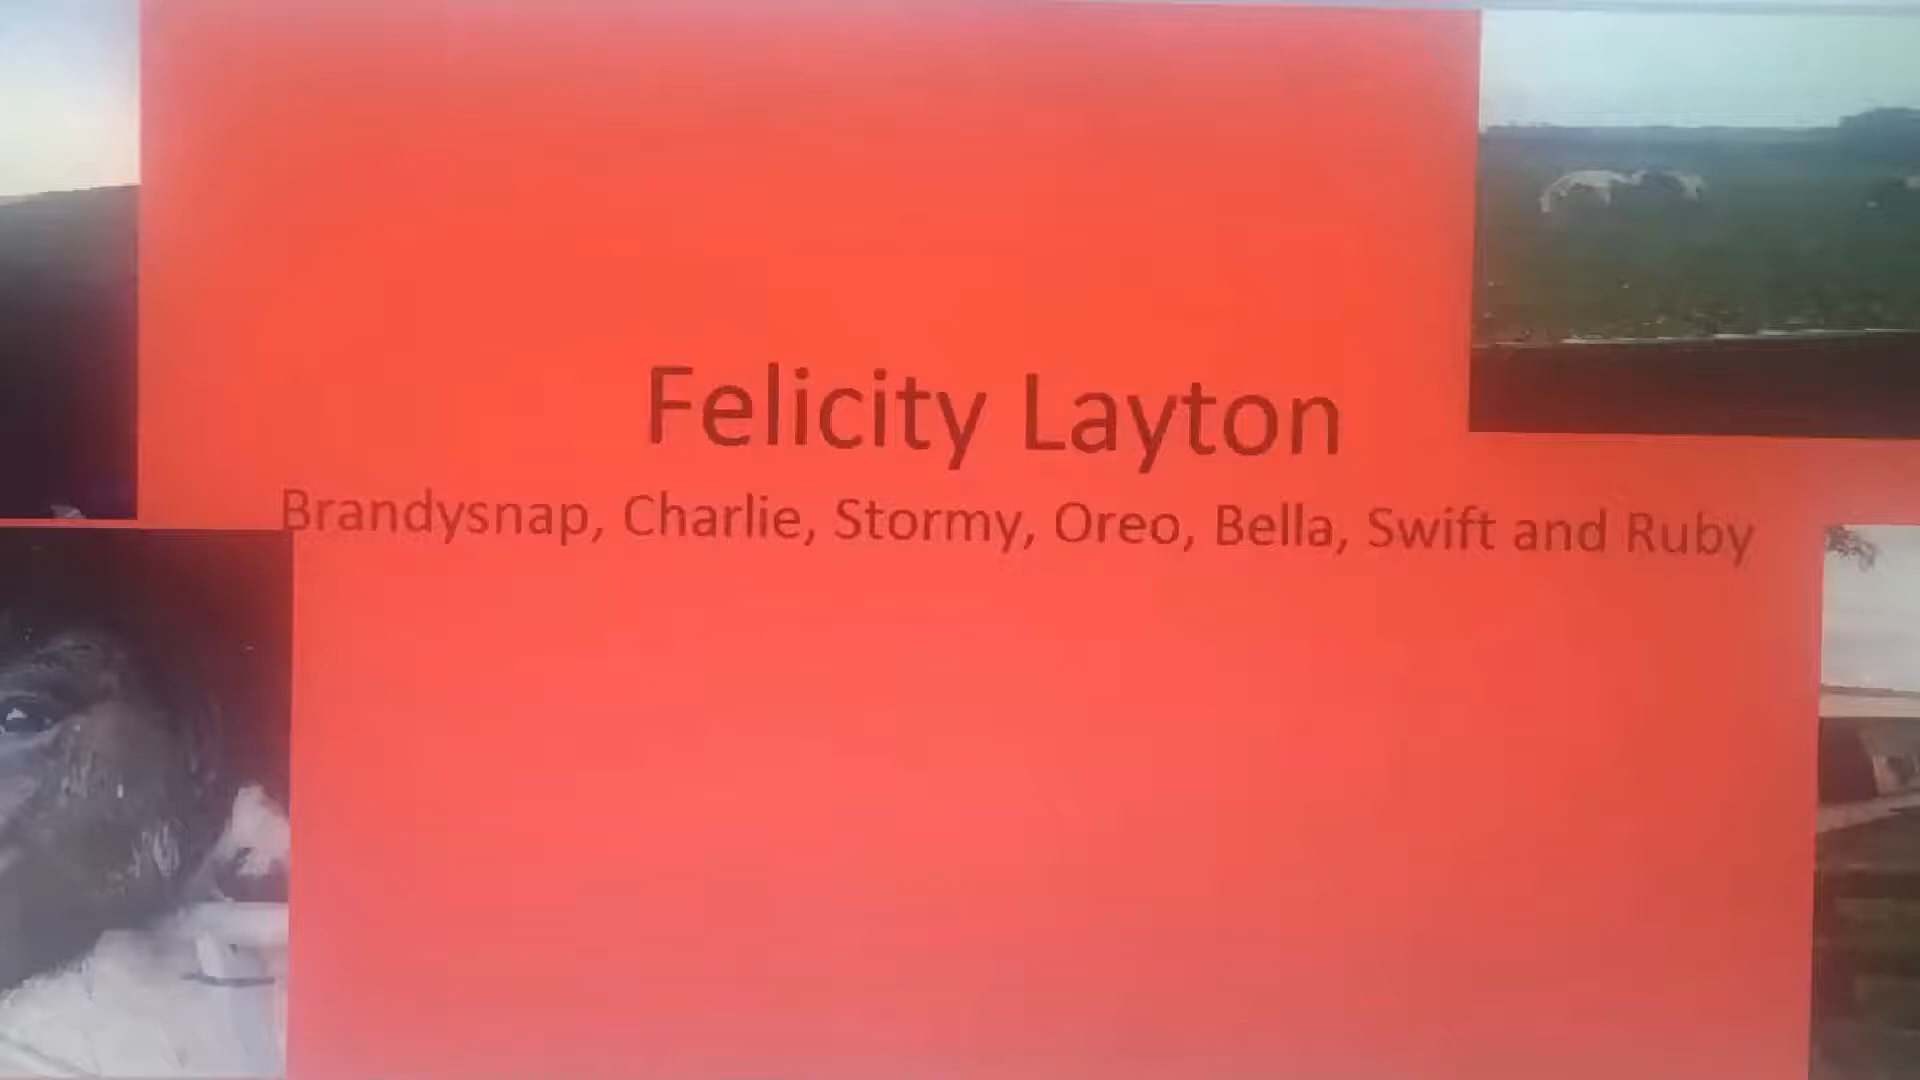 Felicity Layton
Brandysnap, Charlie, Stormy, Oreo, Bella, Swift and Ruby